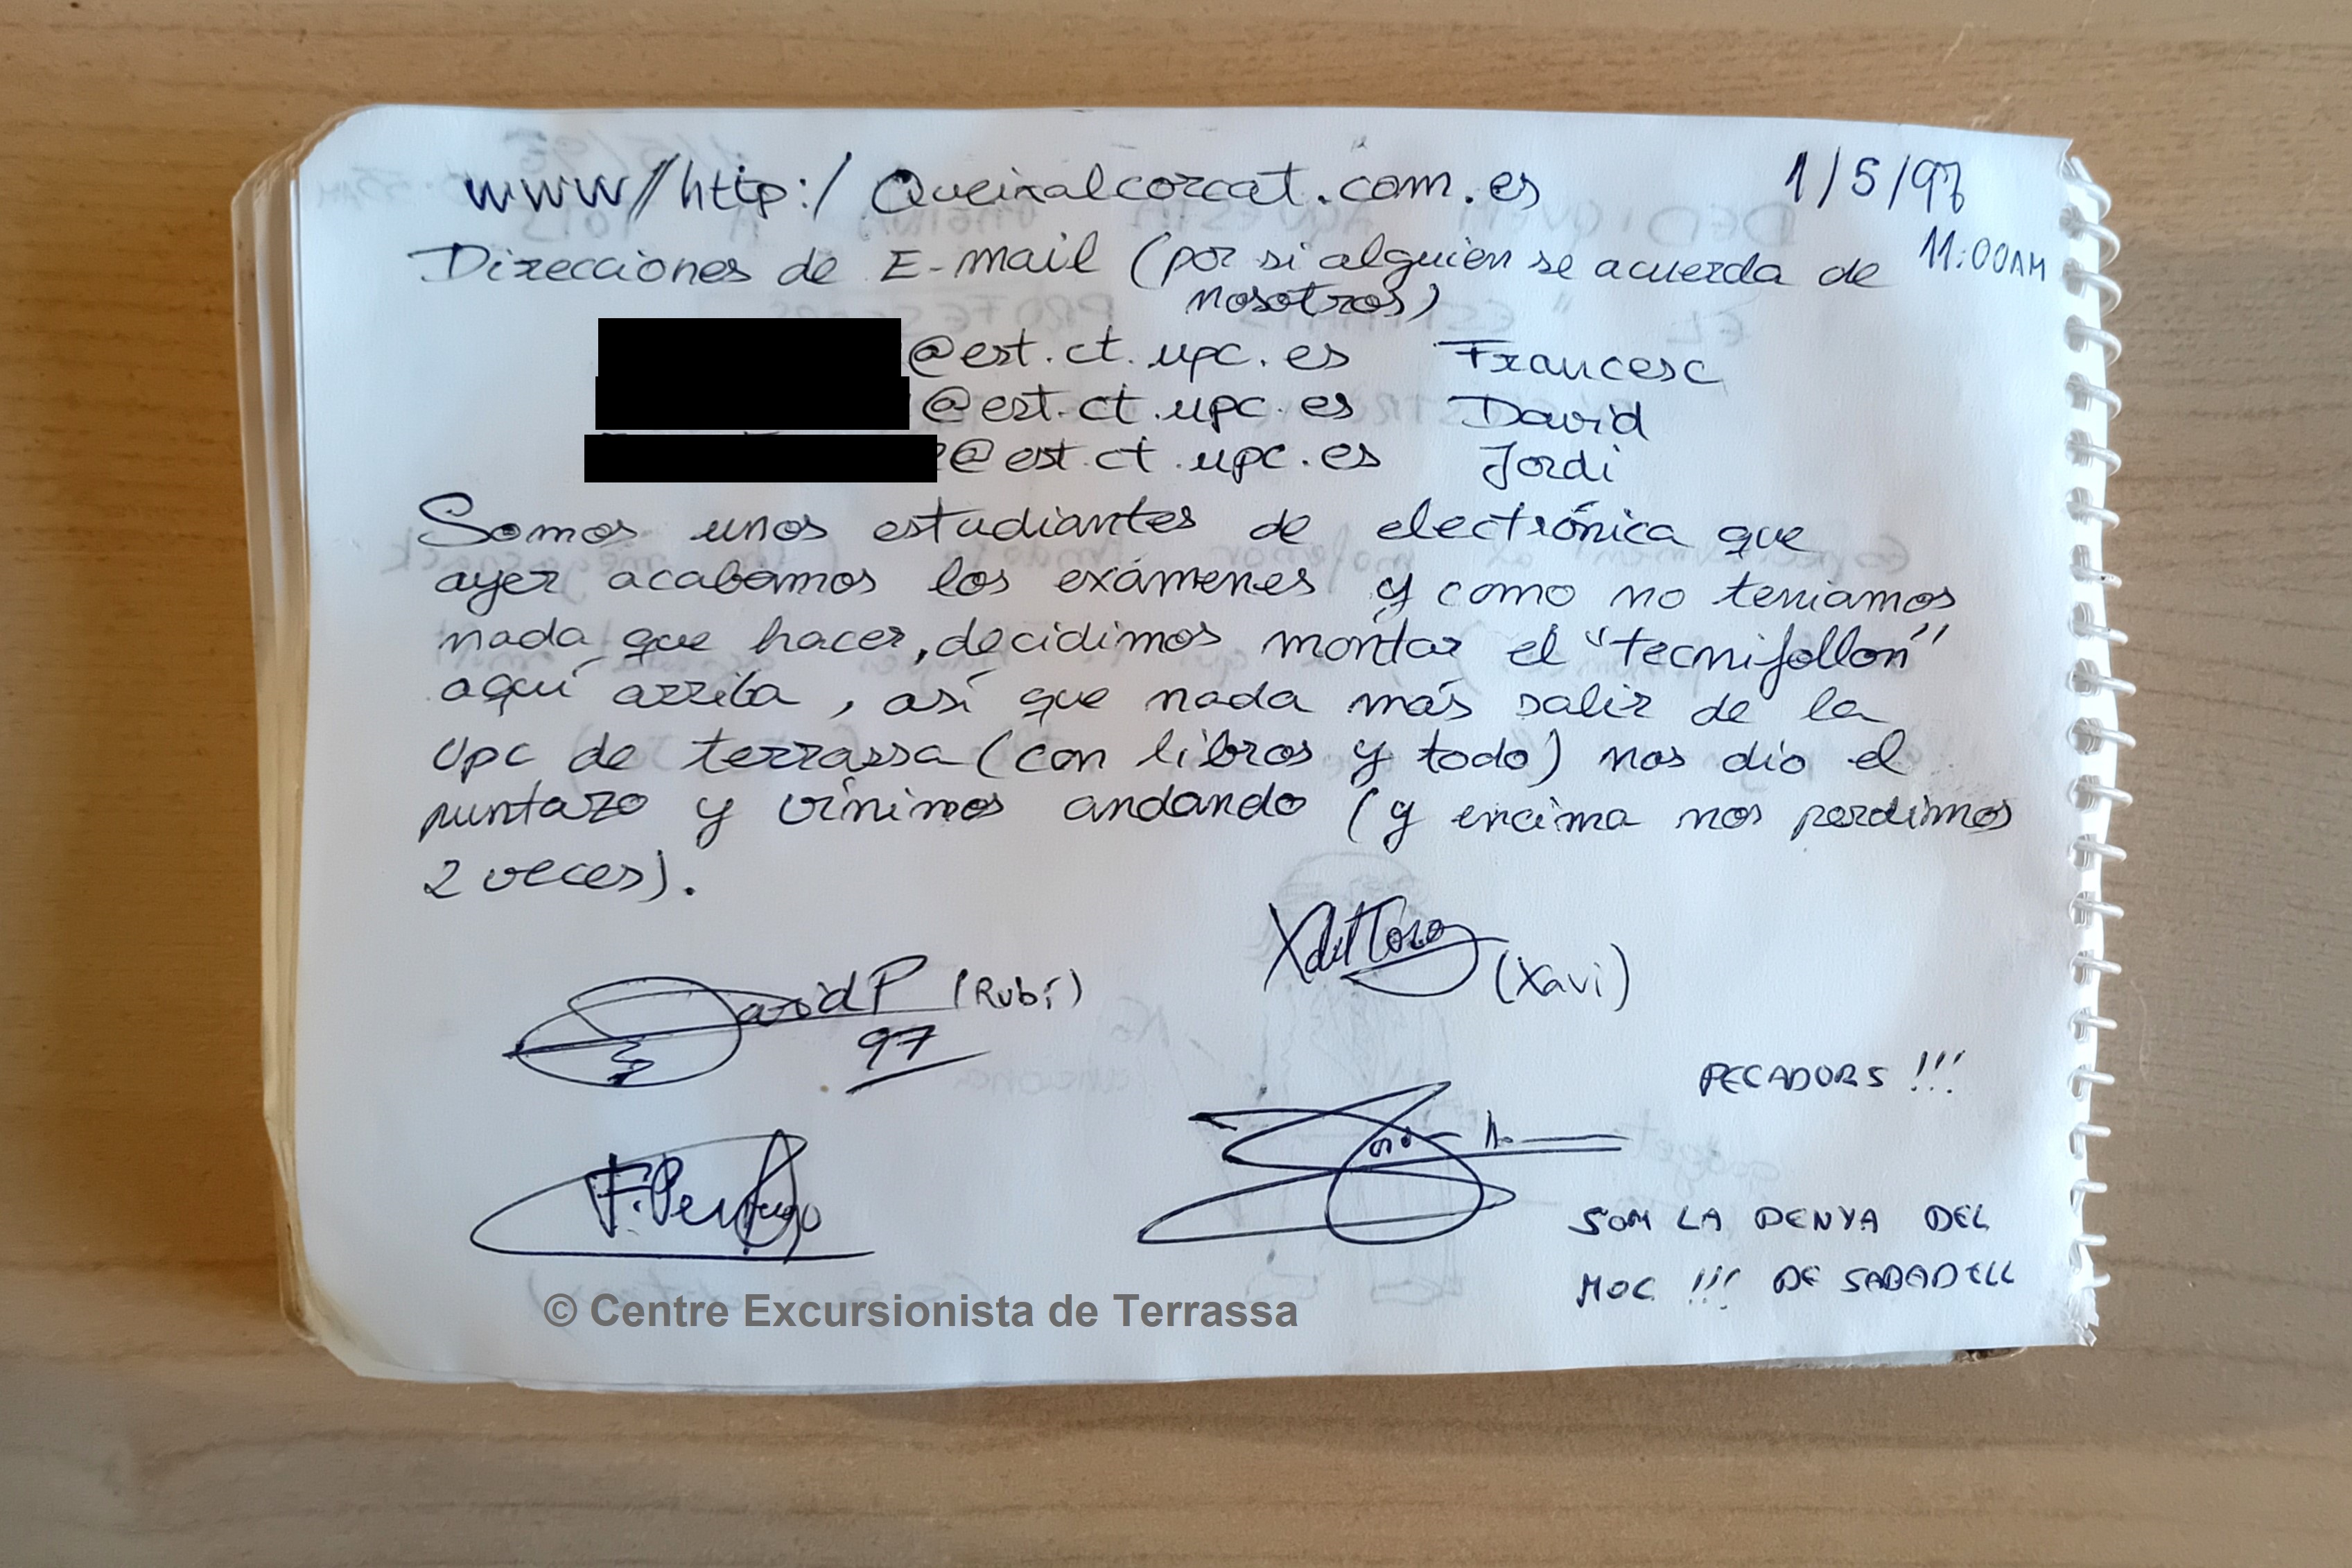 www//http:/ Queixalcorcat.com.es 1/5/97
11:00AM
Direcciones de E-mail (por si alguien se acuerda de
nosotros)
@est.ct.upc.es Francesc
@est.ct.upc.es David
@est.ct.upc.es Jordi
Somos unos estudiantes de electrónica que
ayer acabamos los exámenes y como no teniamos
nada que hacer, decidimos montar el "tecnifollon"
aquí arriba, así que nada más salir de la
Upc de terrassa (con libros y todo) nos dio el
puntazo y vinimos andando (y encima nos perdimos
2 veces).
David P (Rubí)
97
(Xavi)
PECADORS !!!
SOM LA PENYA DEL
MOC !!! DE SABADELL
© Centre Excursionista de Terrassa